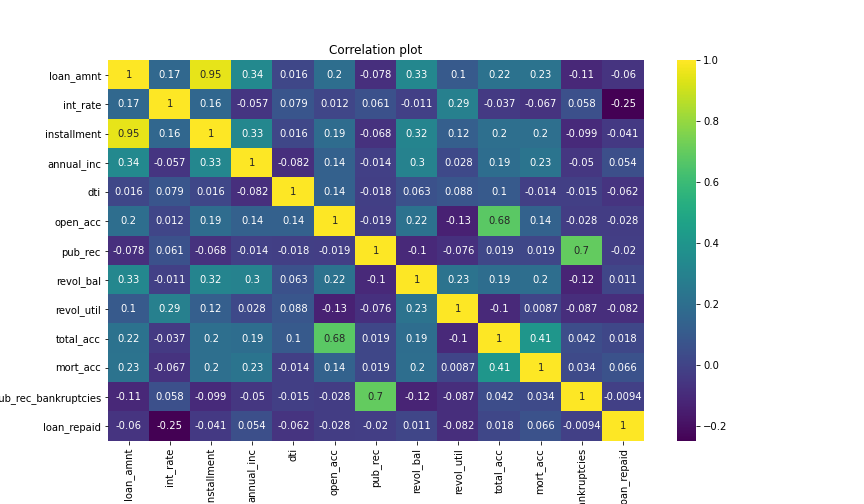 Correlation plot
loan_amnt 1 0.17 0.95 0.34 0.016 0.2 -0.078 0.33 0.1 0.22 0.23 -0.11 -0.06
int_rate 0.17 1 0.16 -0.057 0.079 0.012 0.061 -0.011 0.29 -0.037 -0.067 0.058 -0.25
installment 0.95 0.16 1 0.33 0.016 0.19 -0.068 0.32 0.12 0.2 0.2 -0.099 -0.041
annual_inc 0.34 -0.057 0.33 1 -0.082 0.14 -0.014 0.3 0.028 0.19 0.23 -0.05 0.054
dti 0.016 0.079 0.016 -0.082 1 0.14 -0.018 0.063 0.088 0.1 -0.014 -0.015 -0.062
open_acc 0.2 0.012 0.19 0.14 0.14 1 -0.019 0.22 -0.13 0.68 0.14 -0.028 -0.028
pub_rec -0.078 0.061 -0.068 -0.014 -0.018 -0.019 1 -0.1 -0.076 0.019 0.019 0.7 -0.02
revol_bal 0.33 -0.011 0.32 0.3 0.063 0.22 -0.1 1 0.23 0.19 0.2 -0.12 0.011
revol_util 0.1 0.29 0.12 0.028 0.088 -0.13 -0.076 0.23 1 -0.1 0.0087 -0.087 -0.082
total_acc 0.22 -0.037 0.2 0.19 0.1 0.68 0.019 0.19 -0.1 1 0.41 0.042 0.018
mort_acc 0.23 -0.067 0.2 0.23 -0.014 0.14 0.019 0.2 0.0087 0.41 1 0.034 0.066
ub_rec_bankruptcies -0.11 0.058 -0.099 -0.05 -0.015 -0.028 0.7 -0.12 -0.087 0.042 0.034 1 -0.0094
loan_repaid -0.06 -0.25 -0.041 0.054 -0.062 -0.028 -0.02 0.011 -0.082 0.018 0.066 -0.0094 1
loan_amnt
int_rate
nstallment
annual_inc
dti
open_acc
pub_rec
revol_bal
revol_util
total_acc
mort_acc
nkruptcies
oan_repaid
1.0
0.8
0.6
0.4
0.2
0.0
−0.2